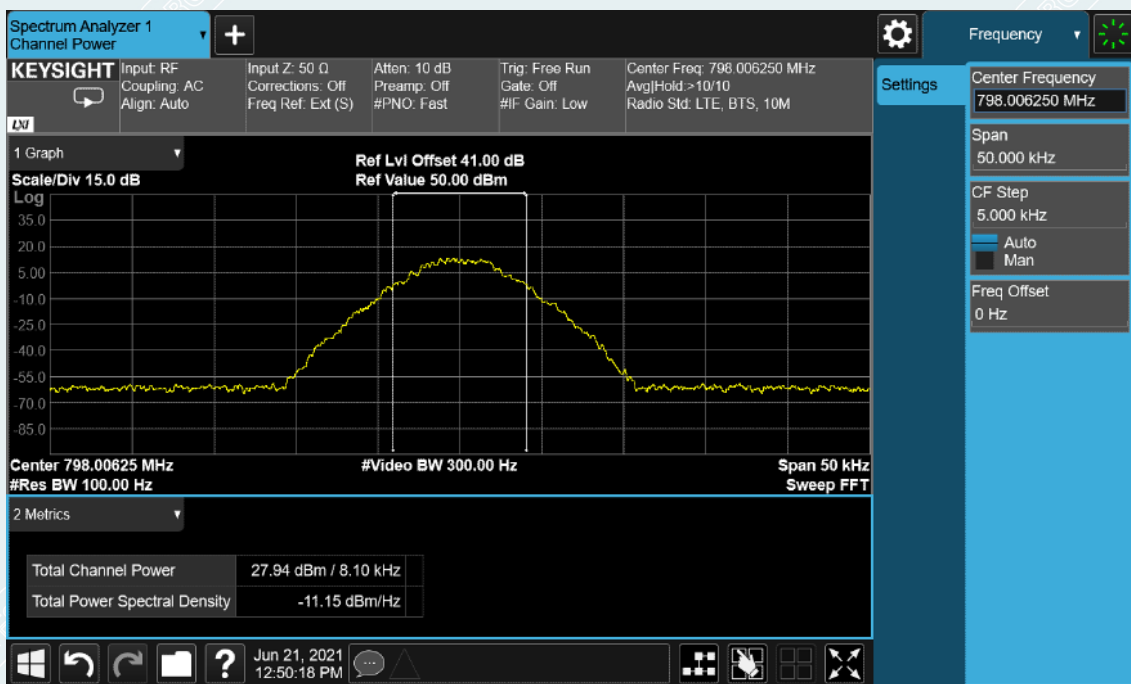 Spectrum Analyzer 1
Channel Power
+
Frequency
KEYSIGHT
LXI
Input: RF
Coupling: AC
Align: Auto
Input Z: 50 Ω
Corrections: Off
Freq Ref: Ext (S)
Atten: 10 dB
Preamp: Off
#PNO: Fast
Trig: Free Run
Gate: Off
#IF Gain: Low
Center Freq: 798.006250 MHz
Avg|Hold:>10/10
Radio Std: LTE, BTS, 10M
Settings
Center Frequency
798.006250 MHz
Span
50.000 kHz
CF Step
5.000 kHz
Auto
Man
Freq Offset
0 Hz
1 Graph
Scale/Div 15.0 dB
Ref Lvl Offset 41.00 dB
Ref Value 50.00 dBm
Log
35.0
20.0
5.00
-10.0
-25.0
-40.0
-55.0
-70.0
-85.0
Center 798.00625 MHz
#Res BW 100.00 Hz
#Video BW 300.00 Hz
Span 50 kHz
Sweep FFT
2 Metrics
Total Channel Power 27.94 dBm / 8.10 kHz
Total Power Spectral Density -11.15 dBm/Hz
?
Jun 21, 2021
12:50:18 PM